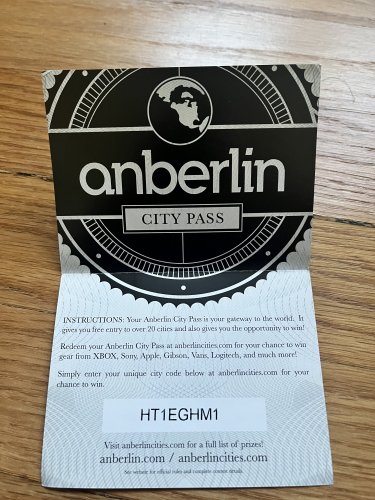 anberlin
CITY PASS
INSTRUCTIONS: Your Anberlin City Pass is your gateway to the world. It
gives you free entry to over 20 cities and also gives you the opportunity to win!
Redeem your Anberlin City Pass at anberlincities.com for your chance to win
gear from XBOX, Sony, Apple, Gibson, Vans, Logitech, and much more!
Simply enter your unique city code below at anberlincities.com for your
chance to win.
HT1EGHM1
Visit anberlincities.com for a full list of prizes!
anberlin.com / anberlincities.com
See website for official rules and complete contest details.